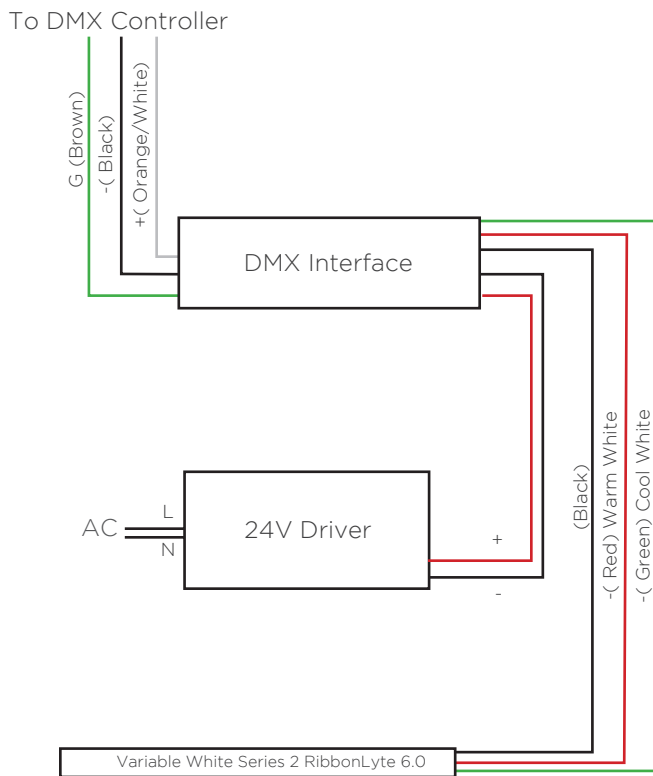 To DMX Controller
G (Brown)
-( Black)
+( Orange/White)
DMX Interface
(Black)
-( Red) Warm White
-( Green) Cool White
AC
L
N
24V Driver
+
-
Variable White Series 2 RibbonLyte 6.0